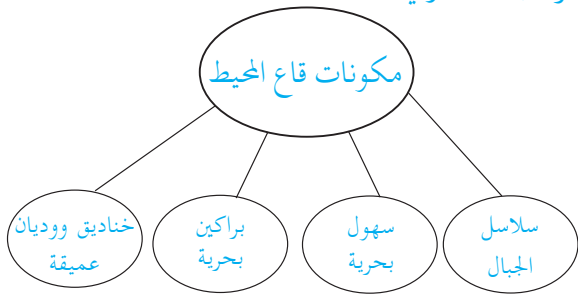 مكونات قاع المحيط
سلاسل
الجبال
سهول
بحرية
براكين
بحرية
خناديق ووديان
عميقة